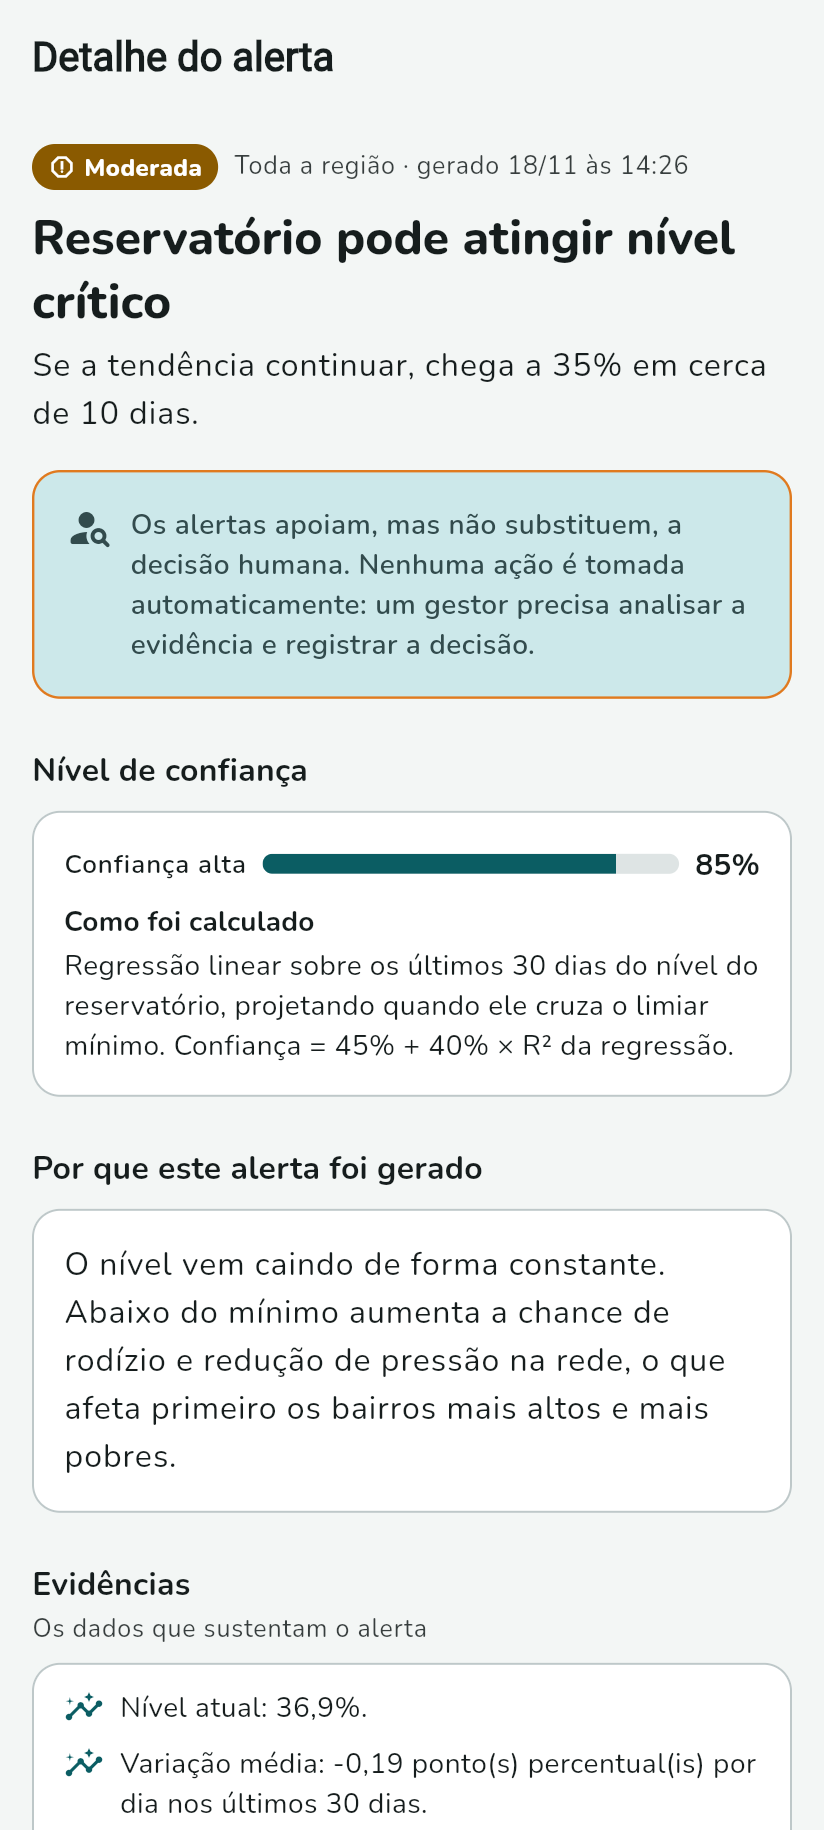 Detalhe do alerta
Moderada
Toda a região · gerado 18/11 às 14:26
Reservatório pode atingir nível
crítico
Se a tendência continuar, chega a 35% em cerca
de 10 dias.
Os alertas apoiam, mas não substituem, a
decisão humana. Nenhuma ação é tomada
automaticamente: um gestor precisa analisar a
evidência e registrar a decisão.
Nível de confiança
Confiança alta
85%
Como foi calculado
Regressão linear sobre os últimos 30 dias do nível do
reservatório, projetando quando ele cruza o limiar
mínimo. Confiança = 45% + 40% × R² da regressão.
Por que este alerta foi gerado
O nível vem caindo de forma constante.
Abaixo do mínimo aumenta a chance de
rodízio e redução de pressão na rede, o que
afeta primeiro os bairros mais altos e mais
pobres.
Evidências
Os dados que sustentam o alerta
Nível atual: 36,9%.
Variação média: -0,19 ponto(s) percentual(is) por
dia nos últimos 30 dias.